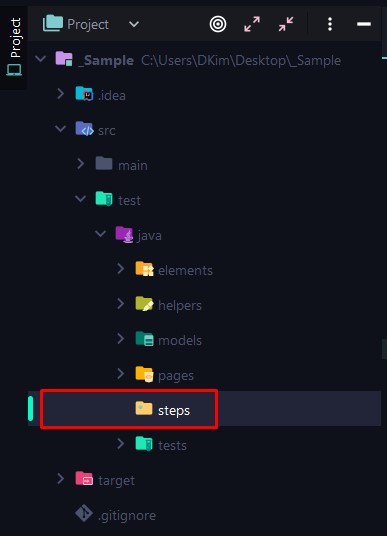 Project
Project
_Sample C:\Users\DKim\Desktop\_Sample
.idea
src
main
test
java
elements
helpers
models
pages
steps
tests
target
.gitignore